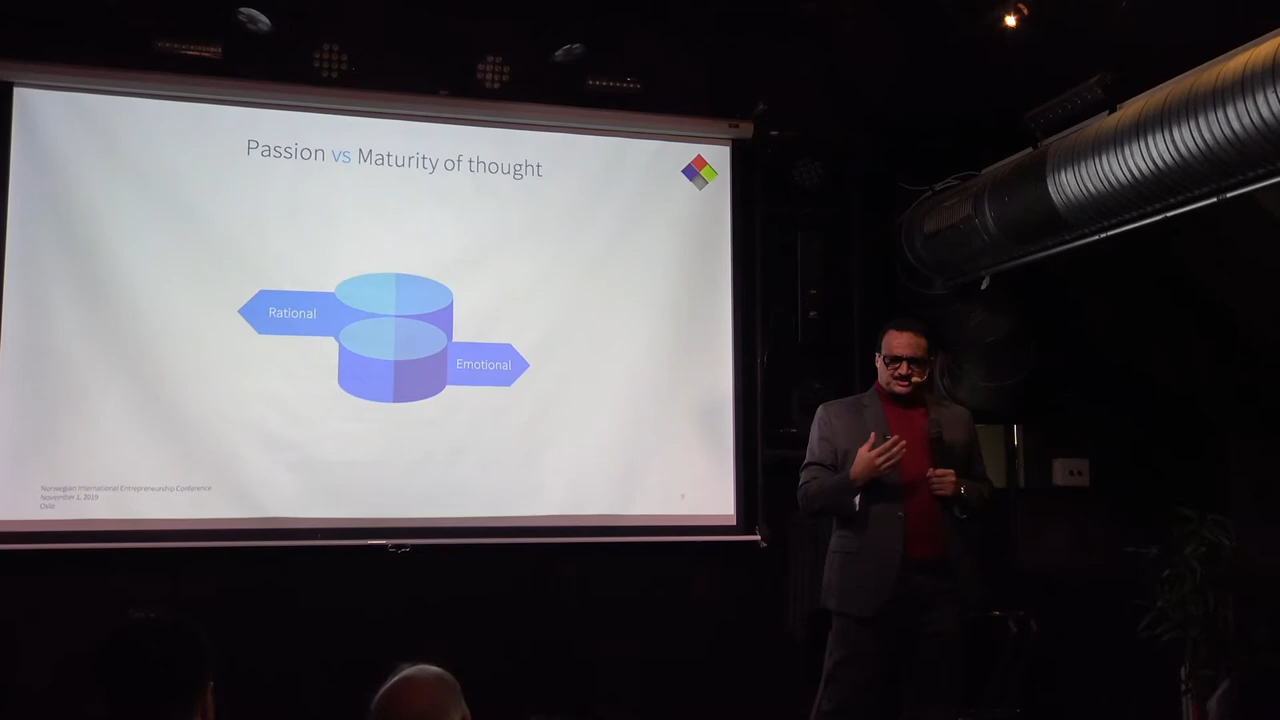 Passion vs Maturity of thought
Rational
Emotional
Norwegian International Entrepreneurship Conference
November 1, 2019
Oslo